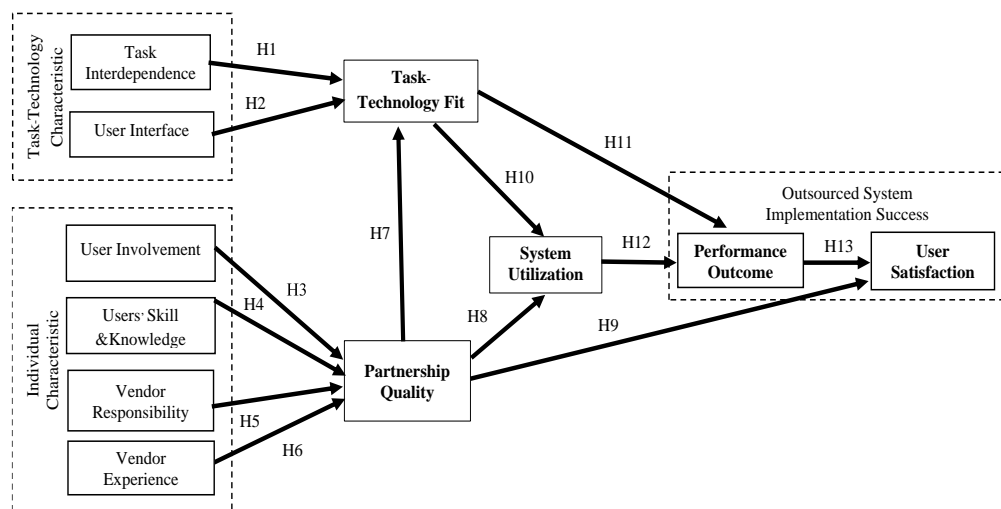 Task-Technology
Characteristic
Task
Interdependence
User Interface
H1
H2
Task-
Technology Fit
H11
H10
H7
Outsourced System
Implementation Success
System
Utilization
H12
Performance
Outcome
H13
User
Satisfaction
Individual
Characteristic
User Involvement
Users' Skill
&Knowledge
Vendor
Responsibility
Vendor
Experience
H3
H4
H5
H6
Partnership
Quality
H8
H9